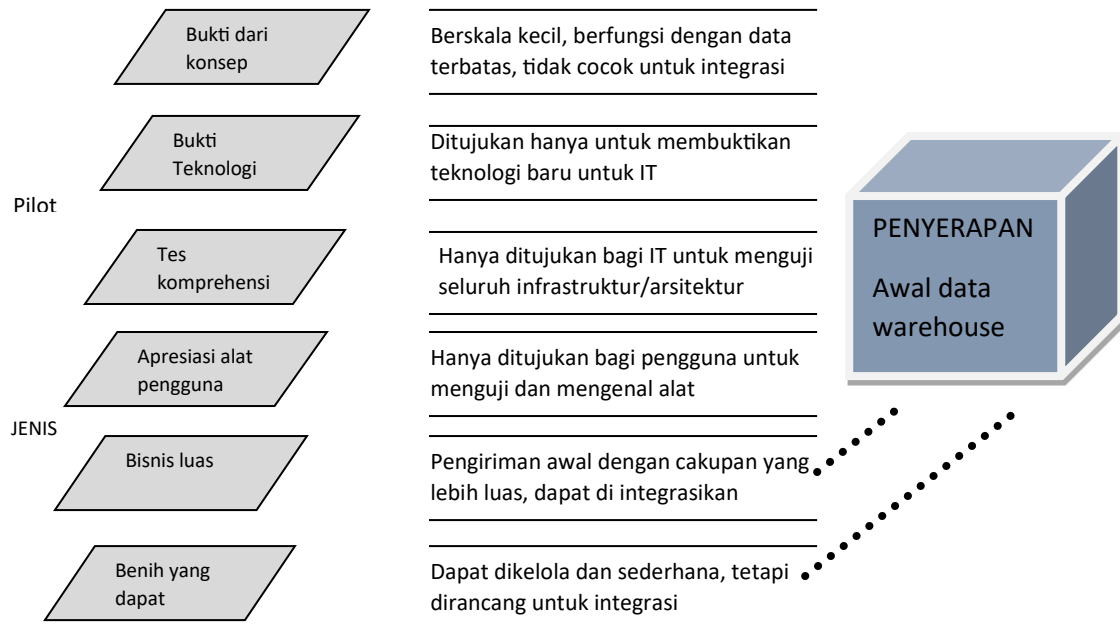 Bukti dari
konsep
Berskala kecil, berfungsi dengan data
terbatas, tidak cocok untuk integrasi
Bukti
Teknologi
Ditujukan hanya untuk membuktikan
teknologi baru untuk IT
Pilot
Tes
komprehensi
Hanya ditujukan bagi IT untuk menguji
seluruh infrastruktur/arsitektur
PENYERAPAN
Awal data
warehouse
Apresiasi alat
pengguna
Hanya ditujukan bagi pengguna untuk
menguji dan mengenal alat
JENIS
Bisnis luas
Pengiriman awal dengan cakupan yang
lebih luas, dapat di integrasikan
Benih yang
dapat
Dapat dikelola dan sederhana, tetapi
dirancang untuk integrasi